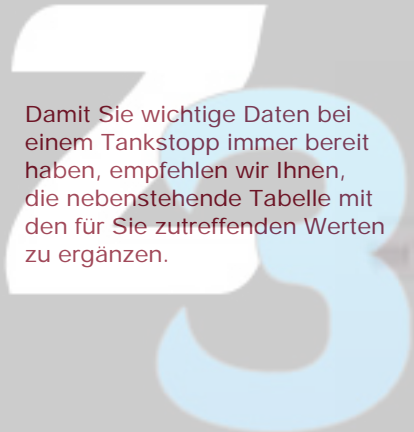 Z3
Damit Sie wichtige Daten bei
einem Tankstopp immer bereit
haben, empfehlen wir Ihnen,
die nebenstehende Tabelle mit
den für Sie zutreffenden Werten
zu ergänzen.